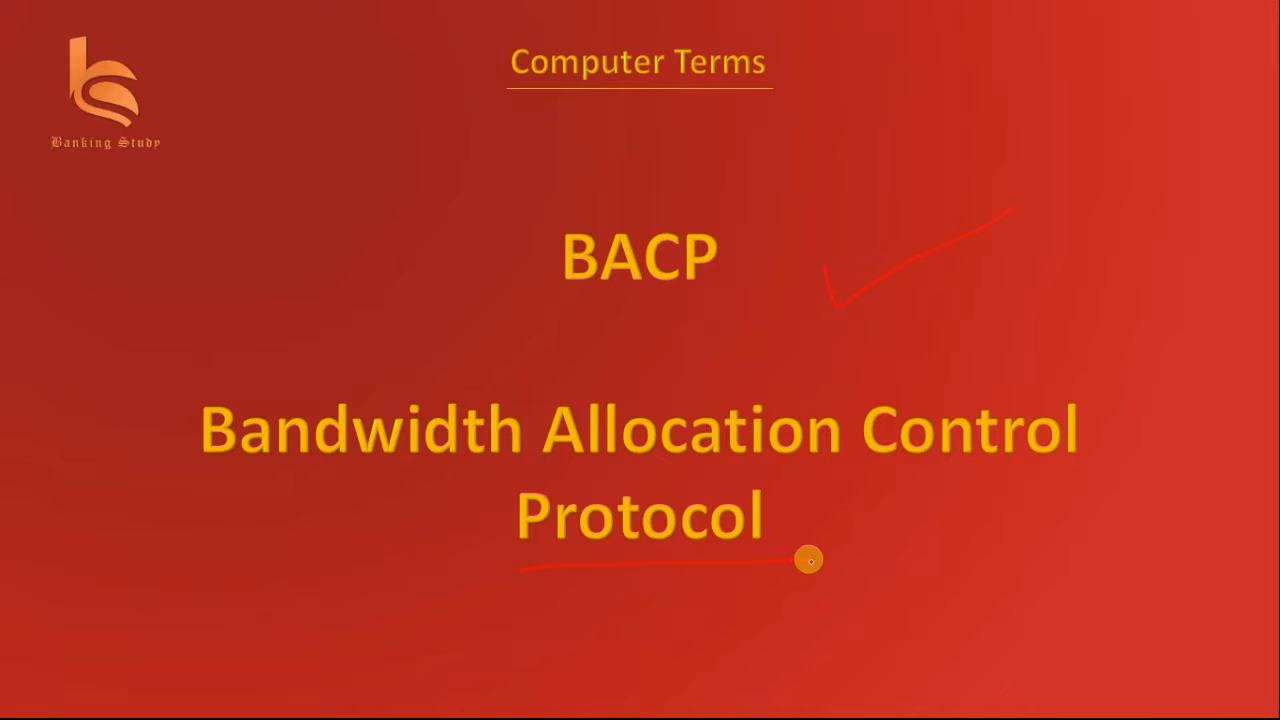 Computer Terms
Banking Study
BACP
Bandwidth Allocation Control
Protocol